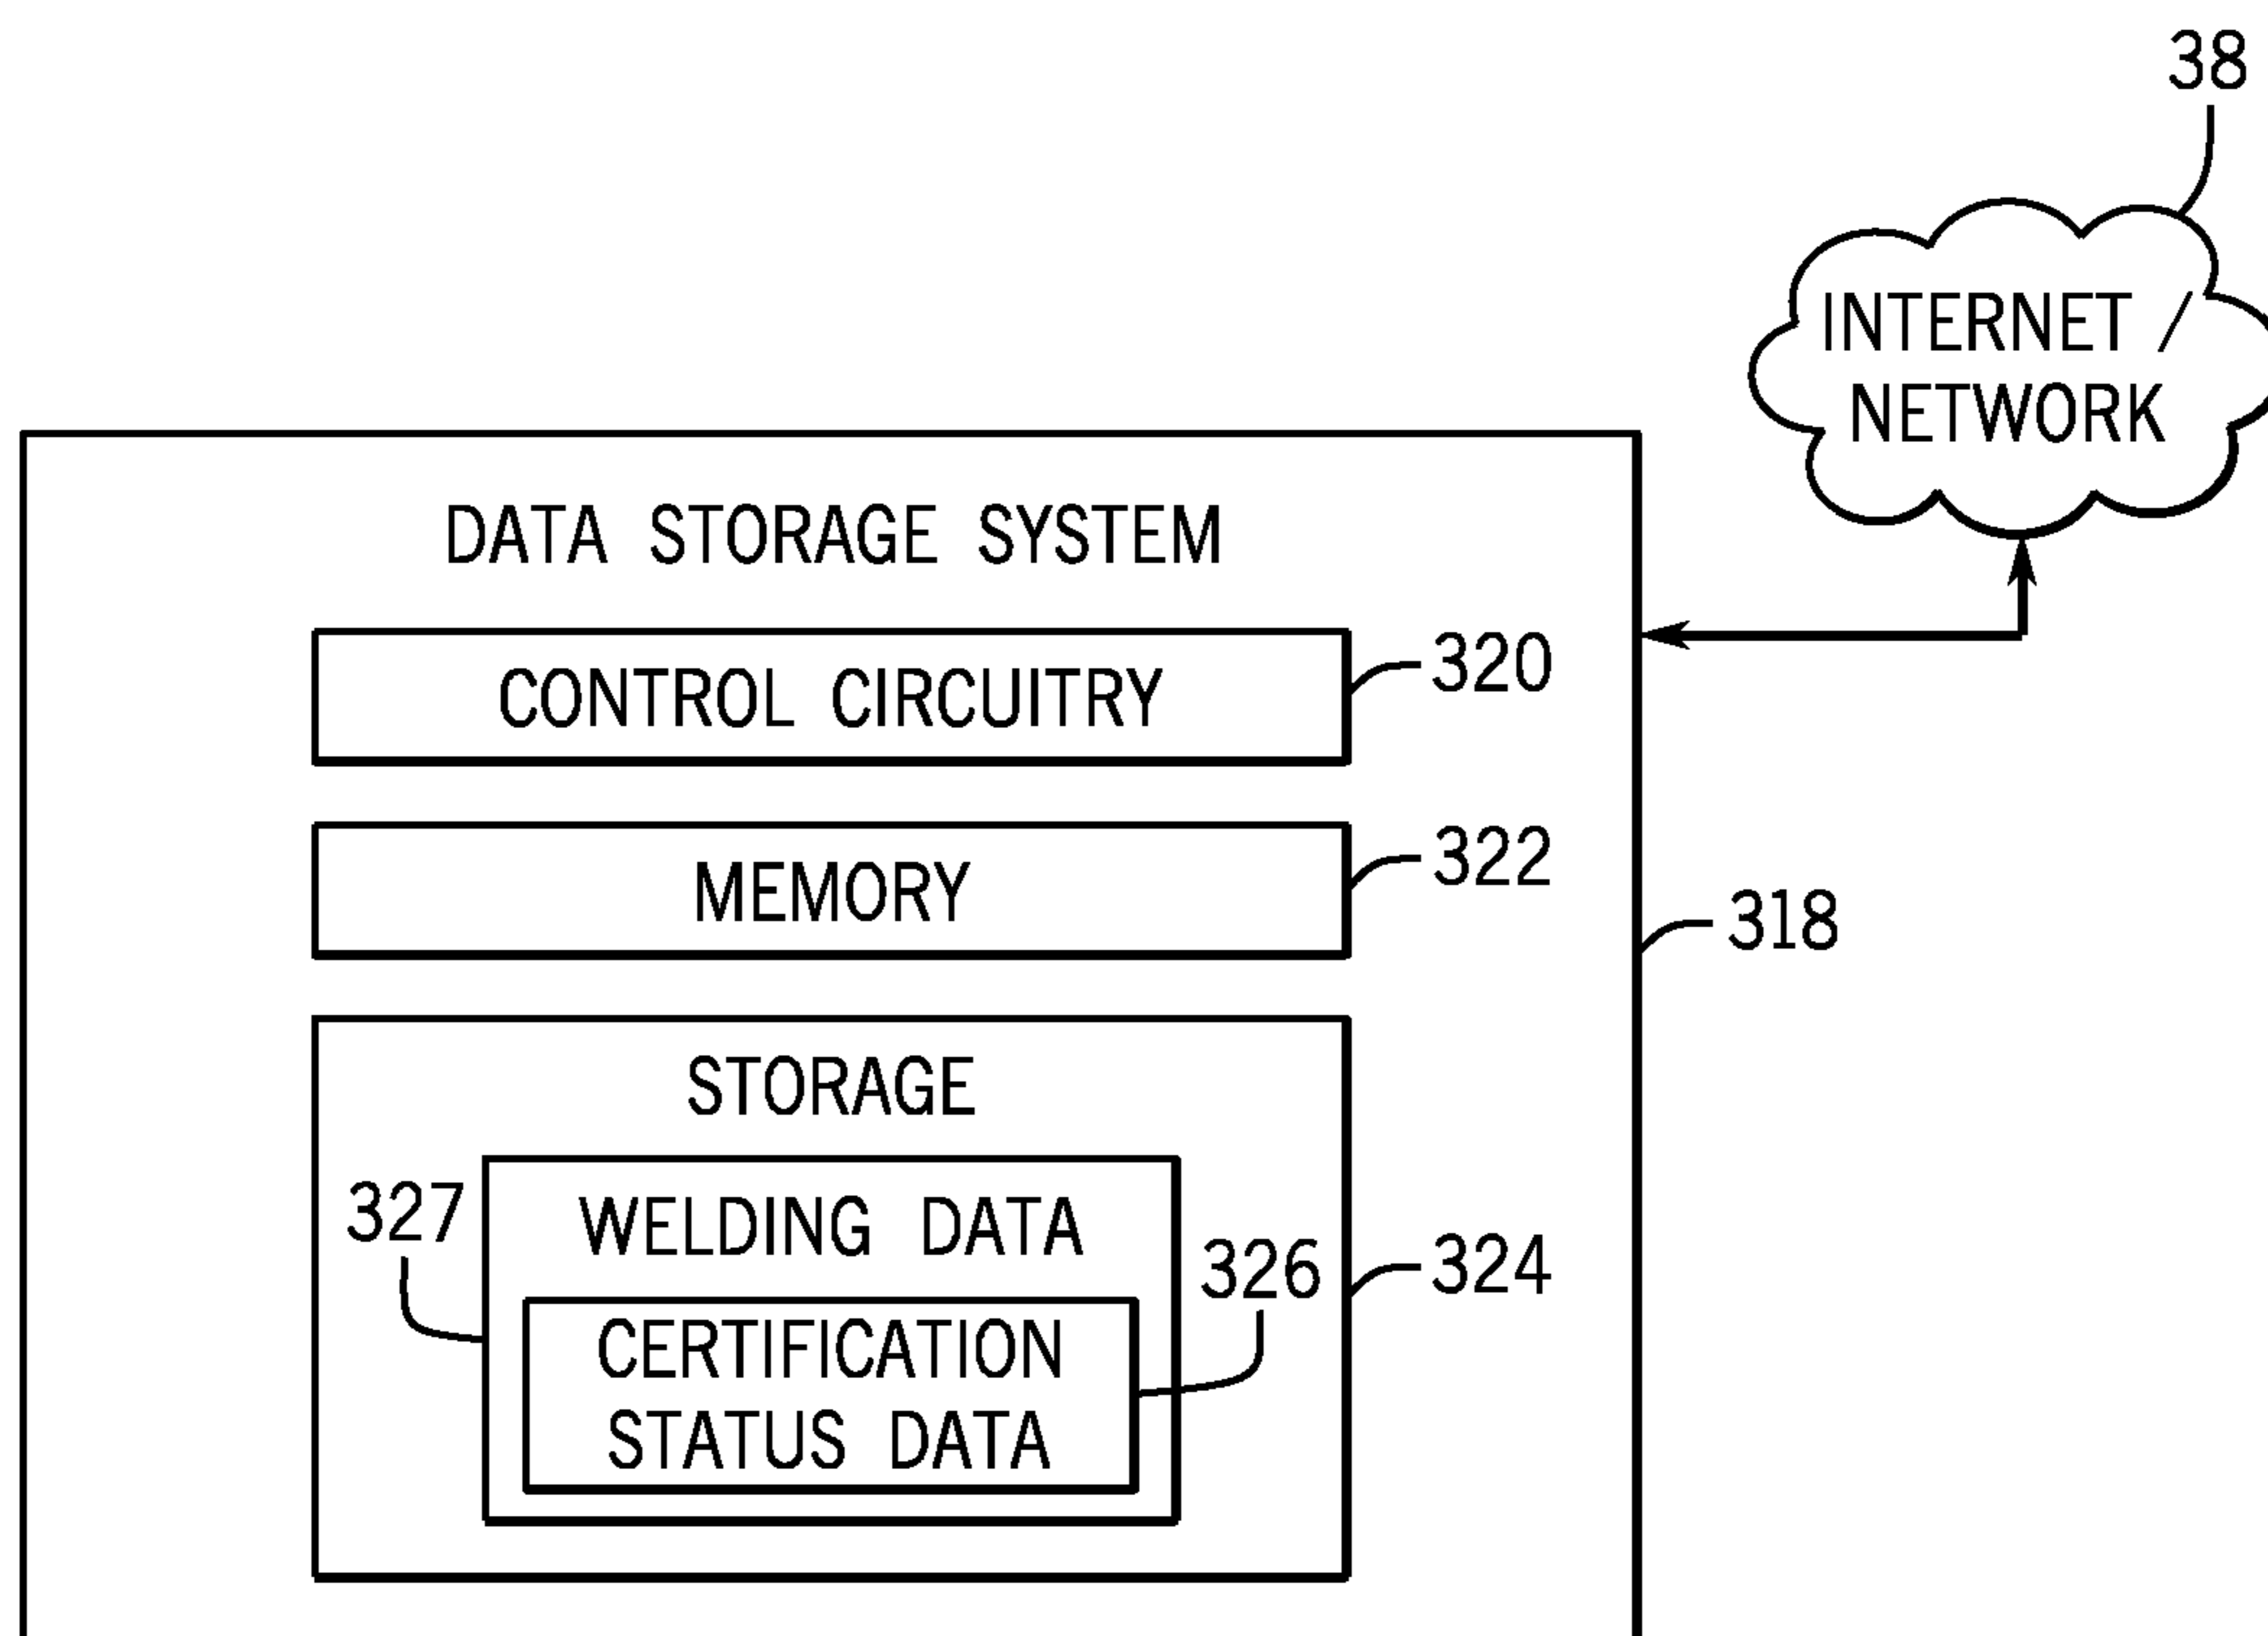 38
INTERNET /
NETWORK
DATA STORAGE SYSTEM
CONTROL CIRCUITRY
320
MEMORY
322
318
STORAGE
327
WELDING DATA
326
324
CERTIFICATION
STATUS DATA